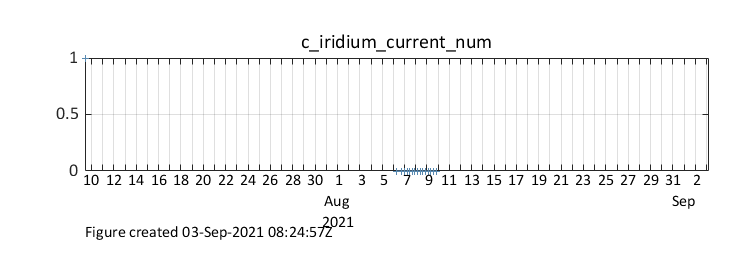 c_iridium_current_num
1
0.5
0
10 12 14 16 18 20 22 24 26 28 30 1 3 5 7 9 11 13 15 17 19 21 23 25 27 29 31 2
Aug Sep
2021
Figure created 03-Sep-2021 08:24:57Z